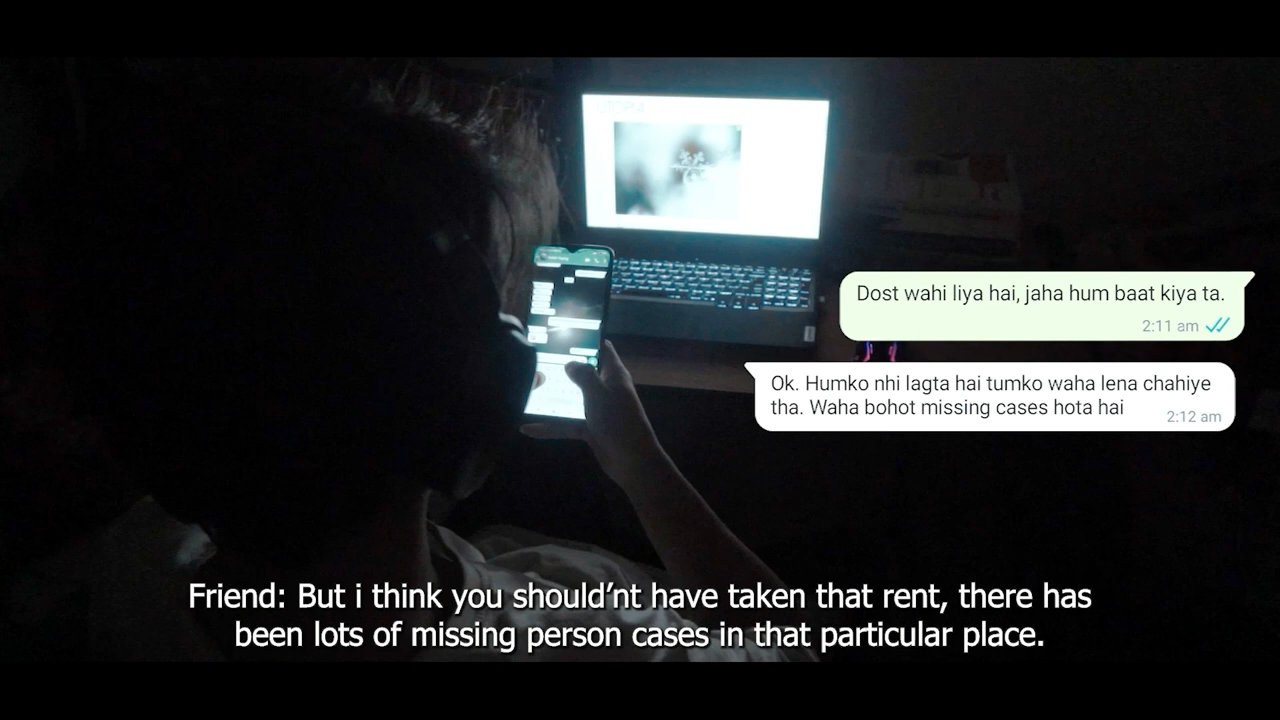 Dost wahi liya hai, jaha hum baat kiya ta.
2:11 am
Ok. Humko nhi lagta hai tumko waha lena chahiye
tha. Waha bohot missing cases hota hai
2:12 am
Friend: But i think you should’nt have taken that rent, there has
been lots of missing person cases in that particular place.